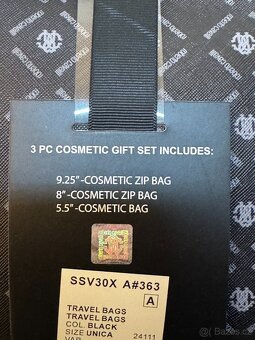 3 PC COSMETIC GIFT SET INCLUDES:
9.25"-COSMETIC ZIP BAG
8"-COSMETIC ZIP BAG
5.5"-COSMETIC BAG
SSV30X A#363
A
TRAVEL BAGS
TRAVEL BAGS
COL. BLACK
SIZE UNICA
VAR 24111